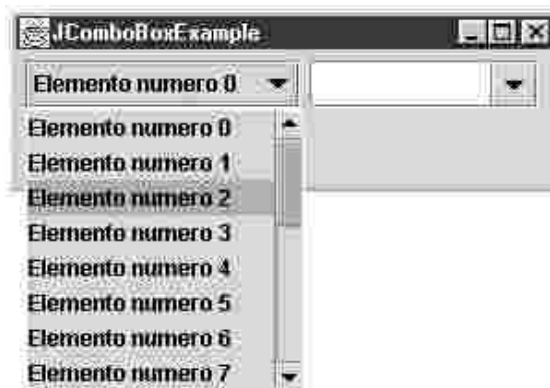 JComboBoxExample
Elemento numero 0
Elemento numero 0
Elemento numero 1
Elemento numero 2
Elemento numero 3
Elemento numero 4
Elemento numero 5
Elemento numero 6
Elemento numero 7